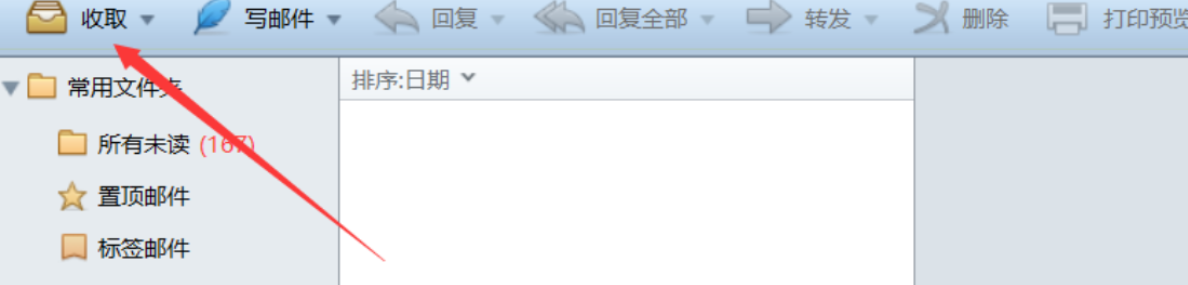 收取 写邮件 回复 回复全部 转发 删除 打印预览
常用文件夹
排序:日期
所有未读 (167)
置顶邮件
标签邮件